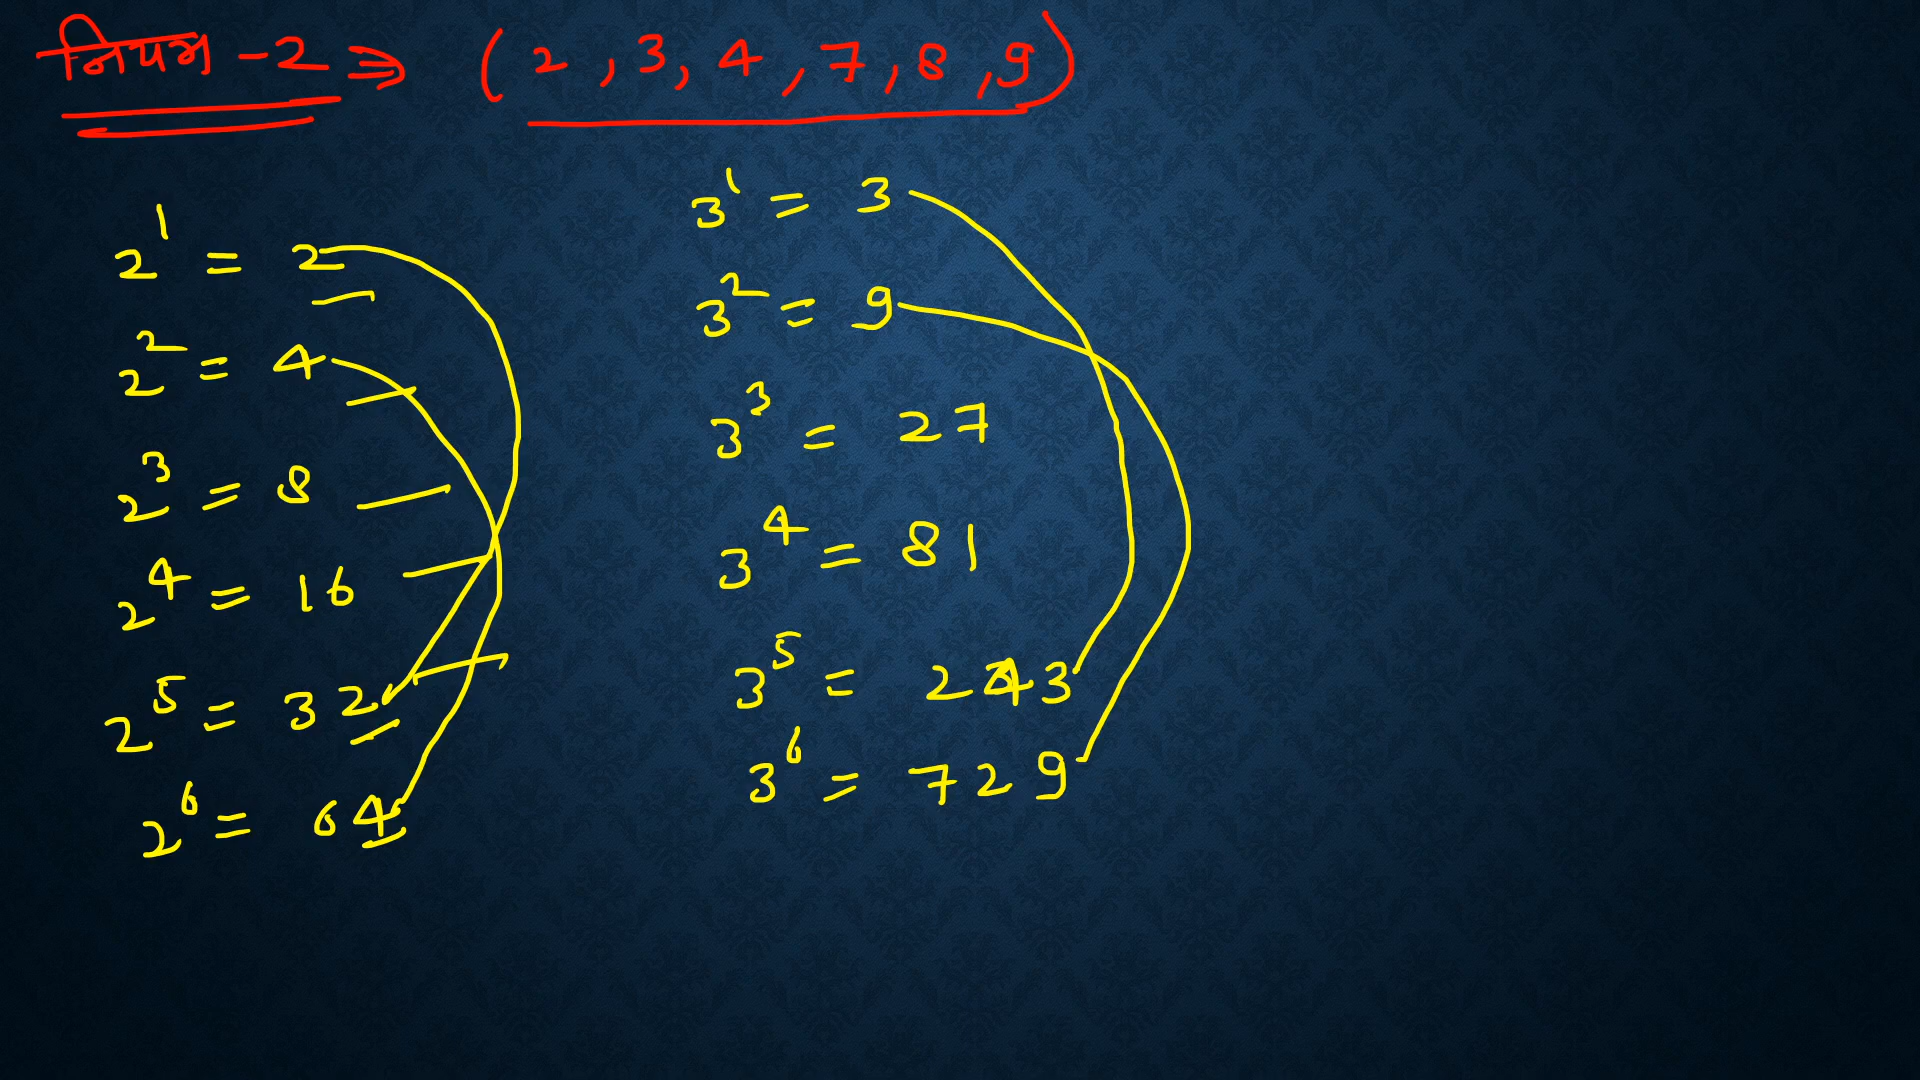 नियम -2 ⇒ (2, 3, 4, 7, 8, 9)
2¹ = 2
2² = 4
2³ = 8
2⁴ = 16
2⁵ = 32
2⁶ = 64
3¹ = 3
3² = 9
3³ = 27
3⁴ = 81
3⁵ = 243
3⁶ = 729